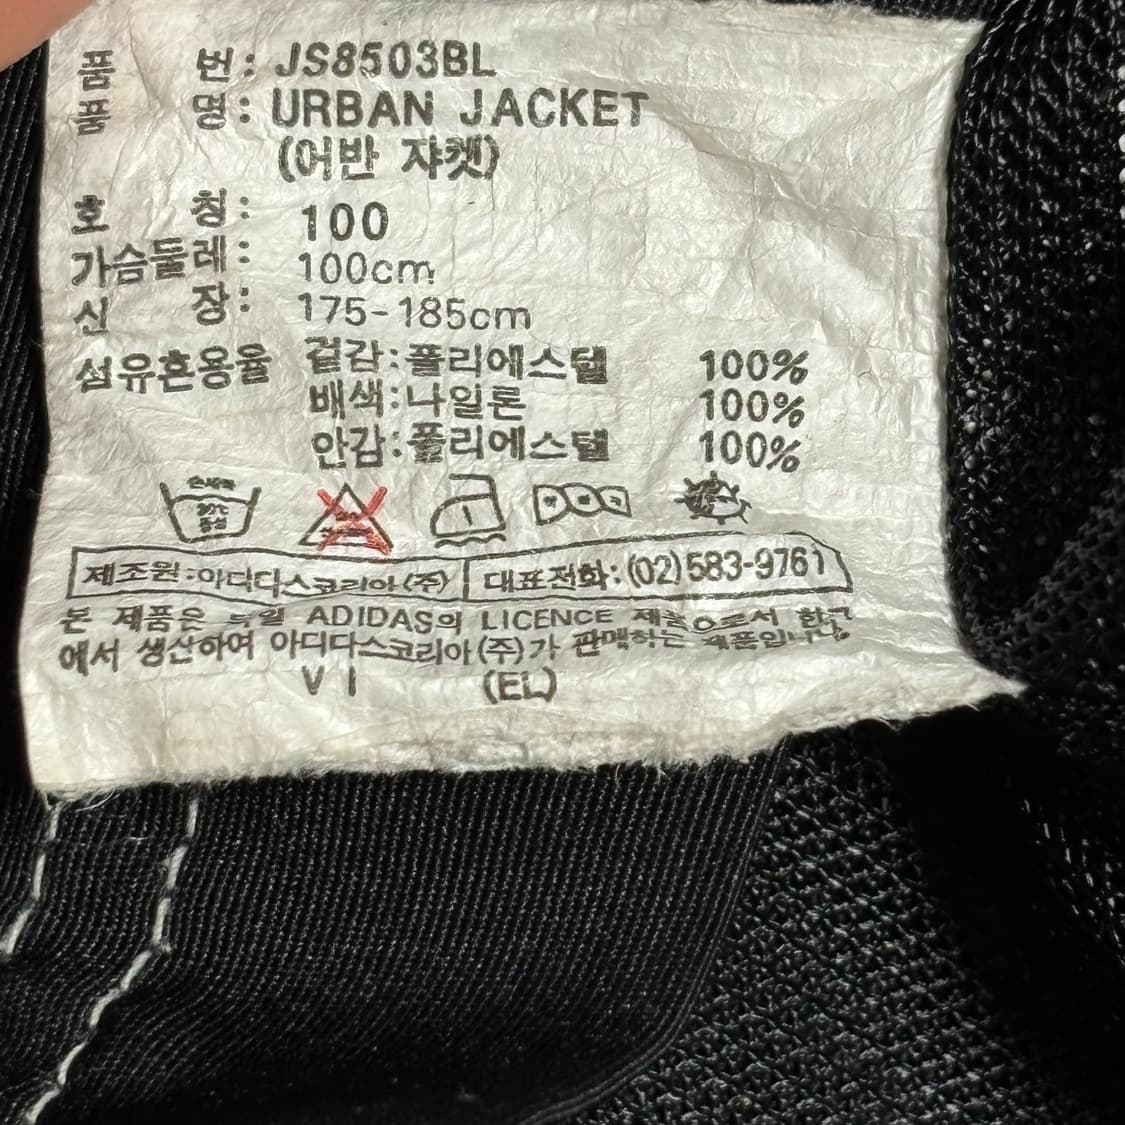 품 번: JS8503BL
품 명: URBAN JACKET
(어반 쟈켓)
호 칭: 100
가슴둘레: 100cm
신 장: 175-185cm
섬유혼용율 겉감:폴리에스텔 100%
배색:나일론 100%
안감:폴리에스텔 100%
제조원:아디다스코리아(주) 대표전화:(02)583-9761
본 제품은 독일 ADIDAS의 LICENCE 제품으로서 한국
에서 생산하여 아디다스코리아(주)가 판매하는 제품입니다.
V I (EL)